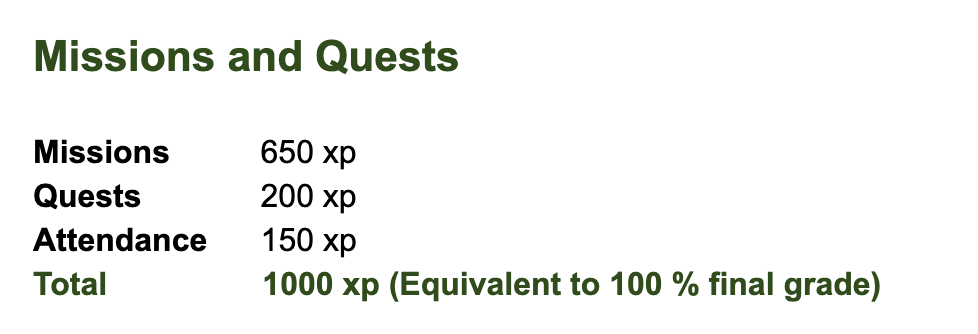 Missions and Quests
Missions 650 xp
Quests 200 xp
Attendance 150 xp
Total 1000 xp (Equivalent to 100 % final grade)